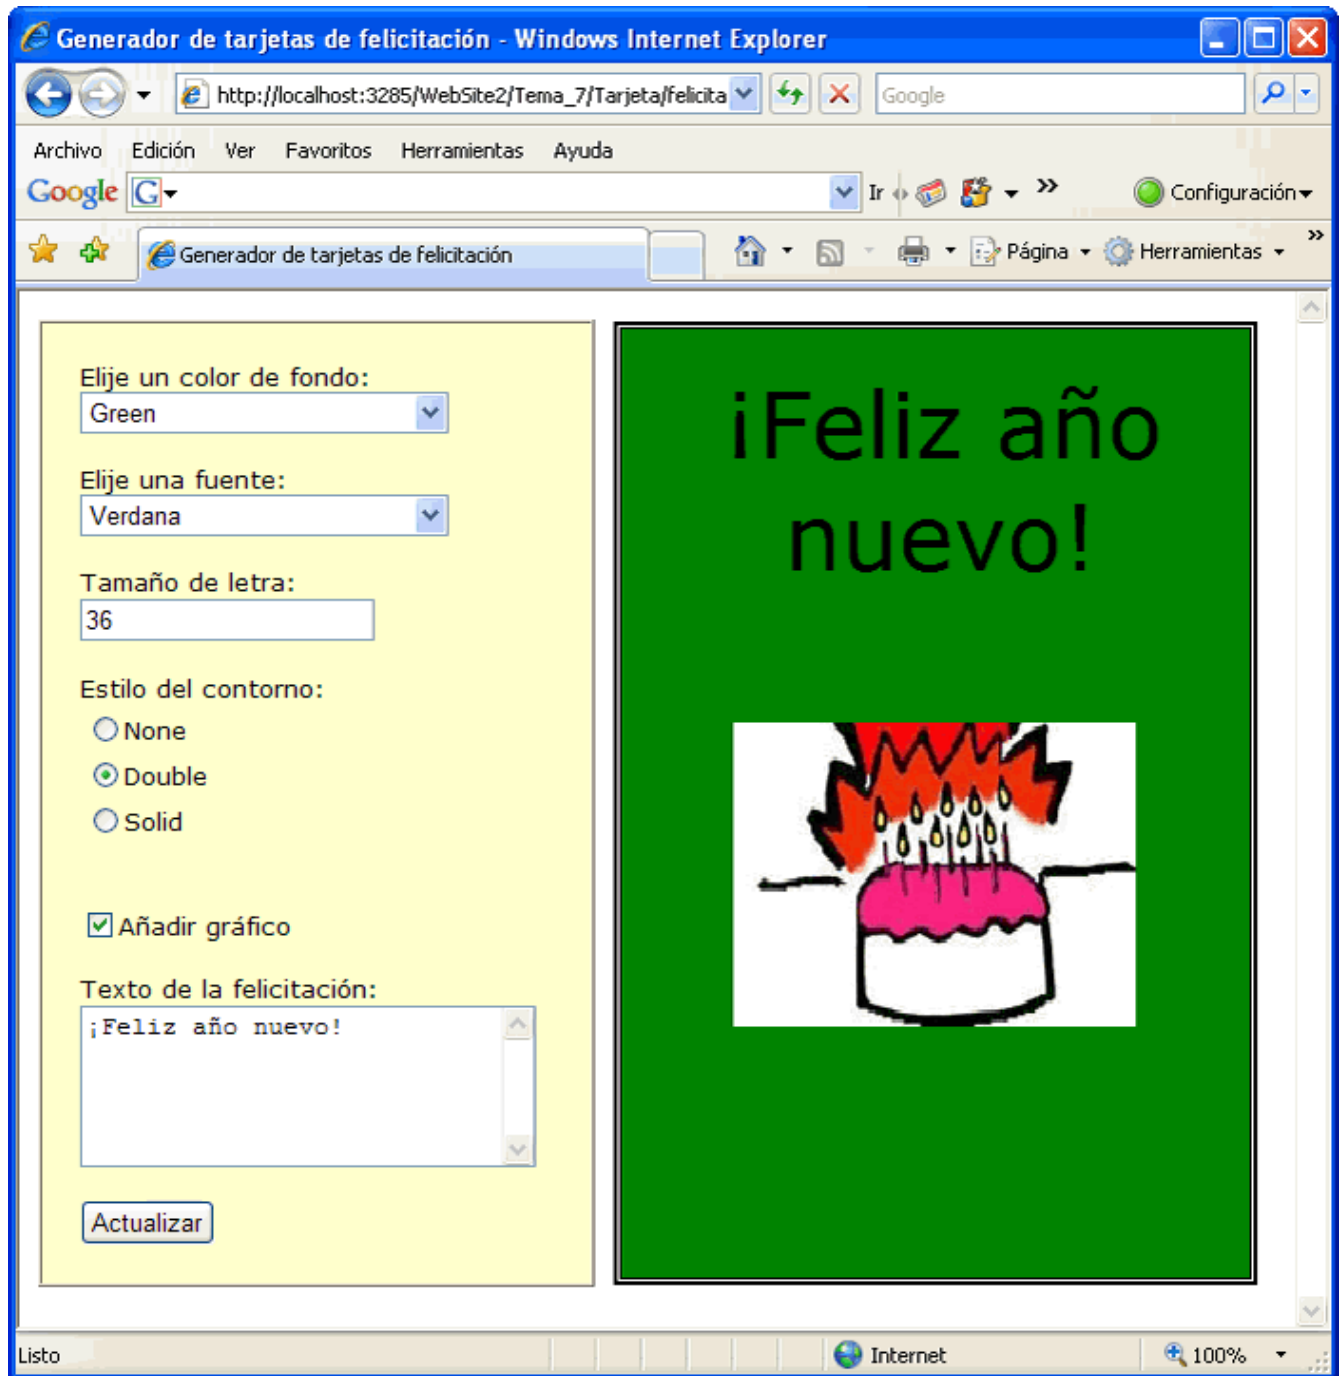 Generador de tarjetas de felicitación - Windows Internet Explorer
http://localhost:3285/WebSite2/Tema_7/Tarjeta/felicita
Google
Archivo Edición Ver Favoritos Herramientas Ayuda
Google G Ir » Configuración
Generador de tarjetas de felicitación Página Herramientas »
Elije un color de fondo:
Green
Elije una fuente:
Verdana
Tamaño de letra:
36
Estilo del contorno:
None
Double
Solid
Añadir gráfico
Texto de la felicitación:
¡Feliz año nuevo!
Actualizar
¡Feliz año
nuevo!
Listo Internet 100%